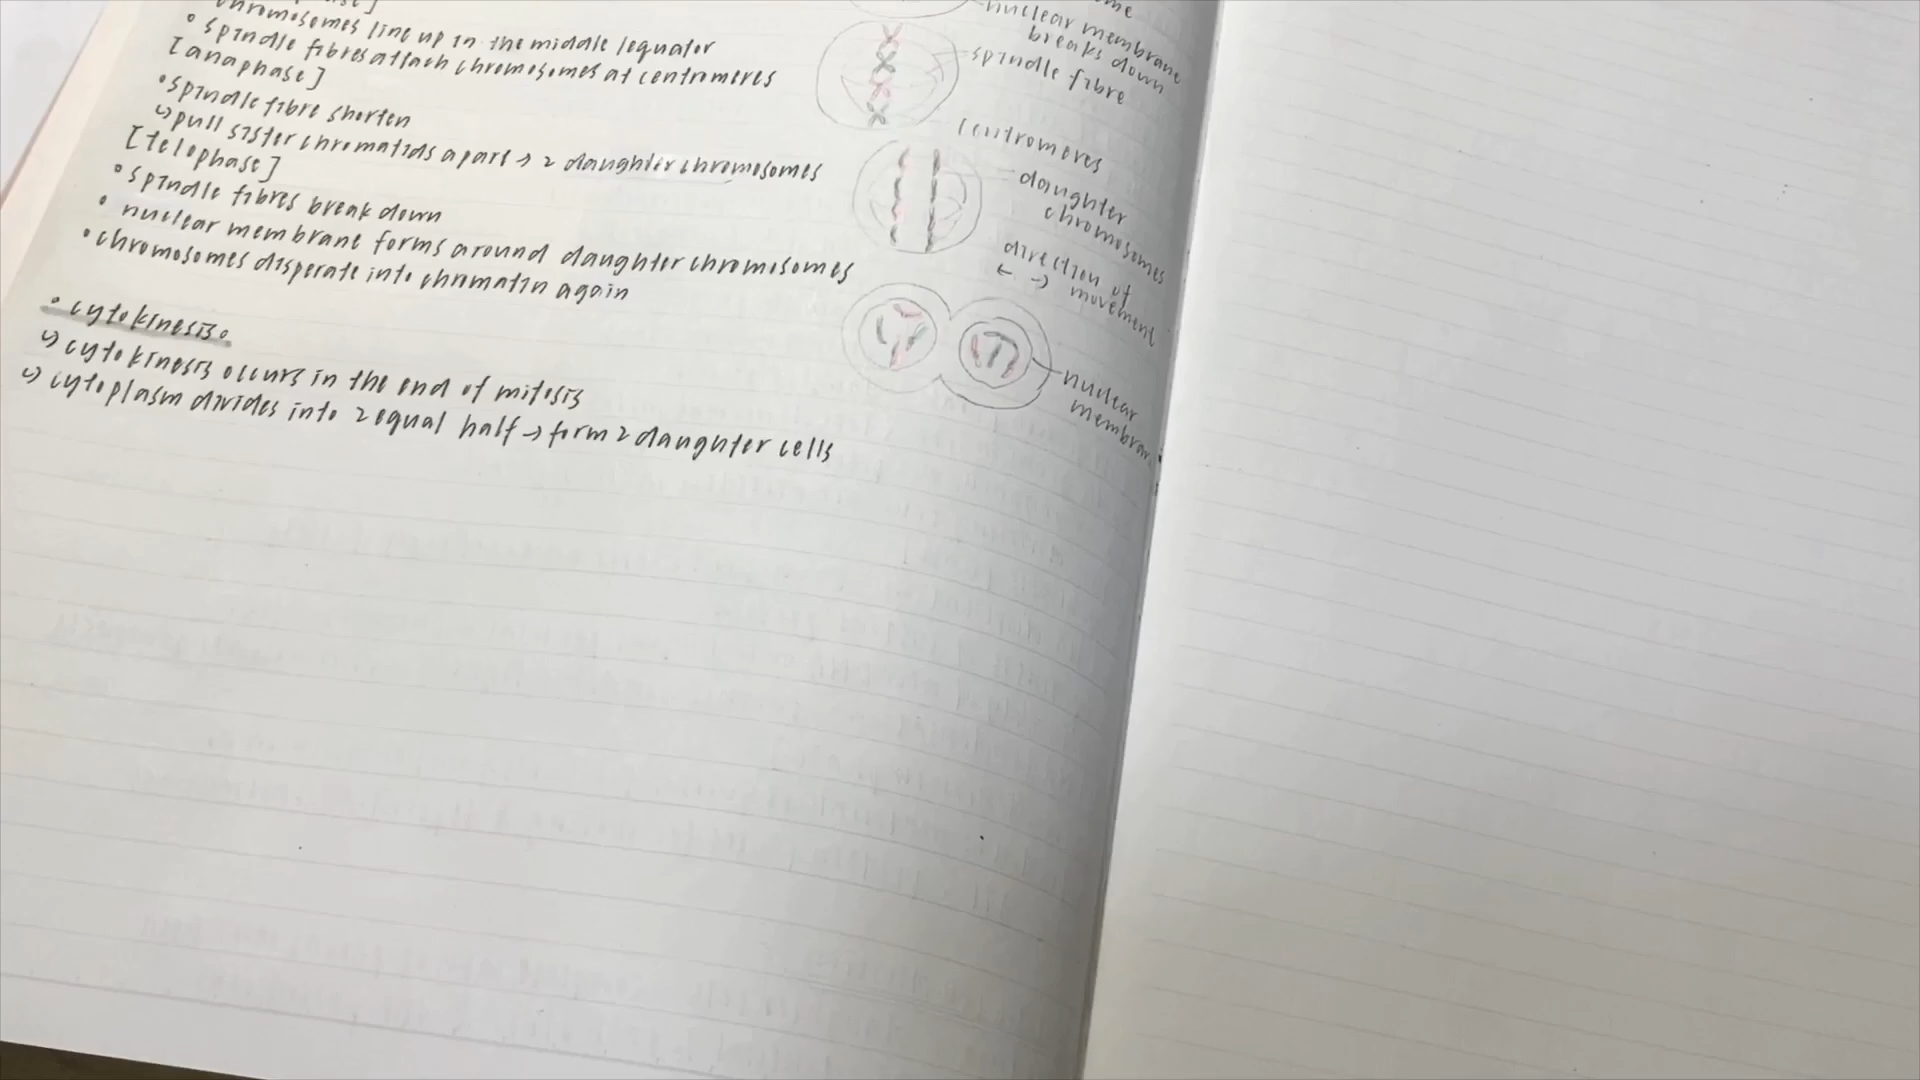 • chromosomes line up in the middle/equator
• spindle fibres attach chromosomes at centromeres
[anaphase]
• spindle fibre shorten
↳ pull sister chromatids apart → 2 daughter chromosomes
[telophase]
• spindle fibres break down
• nuclear membrane forms around daughter chromosomes
• chromosomes disperate into chromatin again
• cytokinesis
↳ cytokinesis occurs in the end of mitosis
↳ cytoplasm divides into 2 equal half → form 2 daughter cells
nuclear membrane
breaks down
spindle fibre
centromeres
daughter
chromosomes
direction of
← → movement
nuclear